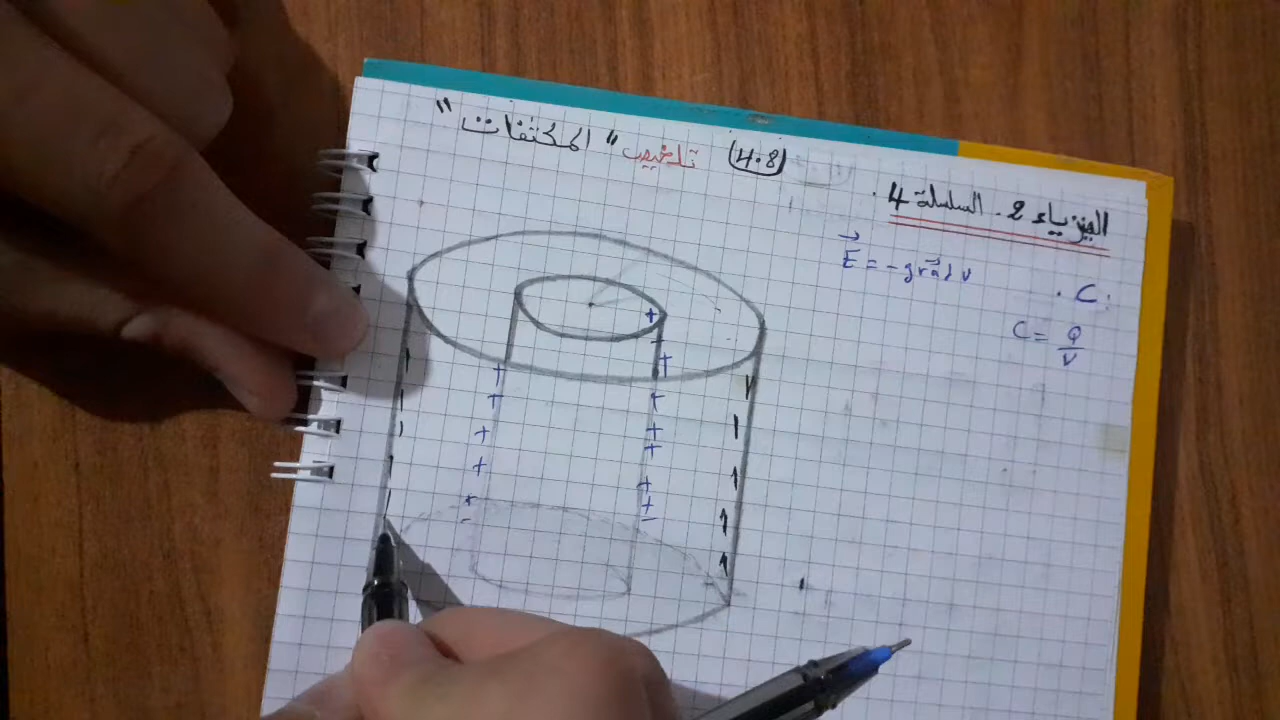 (4.8) تلخيص "المكثفات"
الفيزياء 2. السلسلة 4.
E⃗ = -grad⃗ V
. C:
C = Q/V